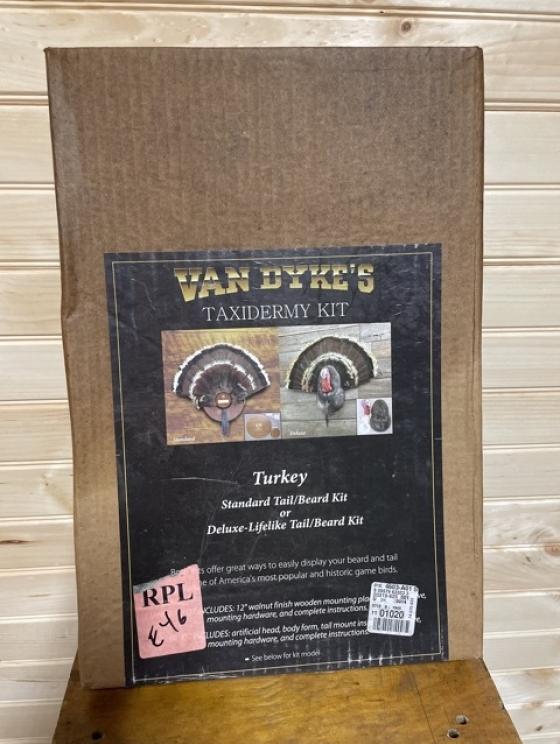 VAN DYKE'S
TAXIDERMY KIT
Standard
Deluxe
Turkey
Standard Tail/Beard Kit
or
Deluxe-Lifelike Tail/Beard Kit
offer great ways to easily display your beard and tail
of America's most popular and historic game birds.
INCLUDES: 12" walnut finish wooden mounting
mounting hardware, and complete instructions.
INCLUDES: artificial head, body form, tail mount
mounting hardware, and complete instructions.
See below for kit model
RPL
E46
4603-A01
01020